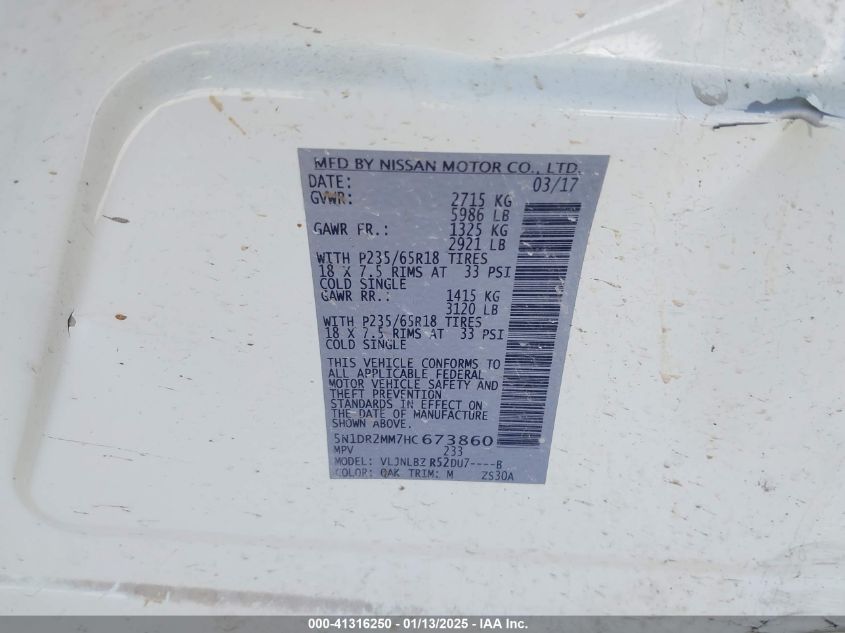 MFD BY NISSAN MOTOR CO., LTD.
DATE: 03/17
GVWR: 2715 KG
5986 LB
GAWR FR.: 1325 KG
2921 LB
WITH P235/65R18 TIRES
18 X 7.5 RIMS AT 33 PSI
COLD SINGLE
GAWR RR.: 1415 KG
3120 LB
WITH P235/65R18 TIRES
18 X 7.5 RIMS AT 33 PSI
COLD SINGLE
THIS VEHICLE CONFORMS TO
ALL APPLICABLE FEDERAL
MOTOR VEHICLE SAFETY AND
THEFT PREVENTION
STANDARDS IN EFFECT ON
THE DATE OF MANUFACTURE
SHOWN ABOVE.
5N1DR2MM7HC673860
MPV 233
MODEL: VLJNLBZ R52DU7----B
COLOR: QAK TRIM: M ZS30A
000-41316250 - 01/13/2025 - IAA Inc.